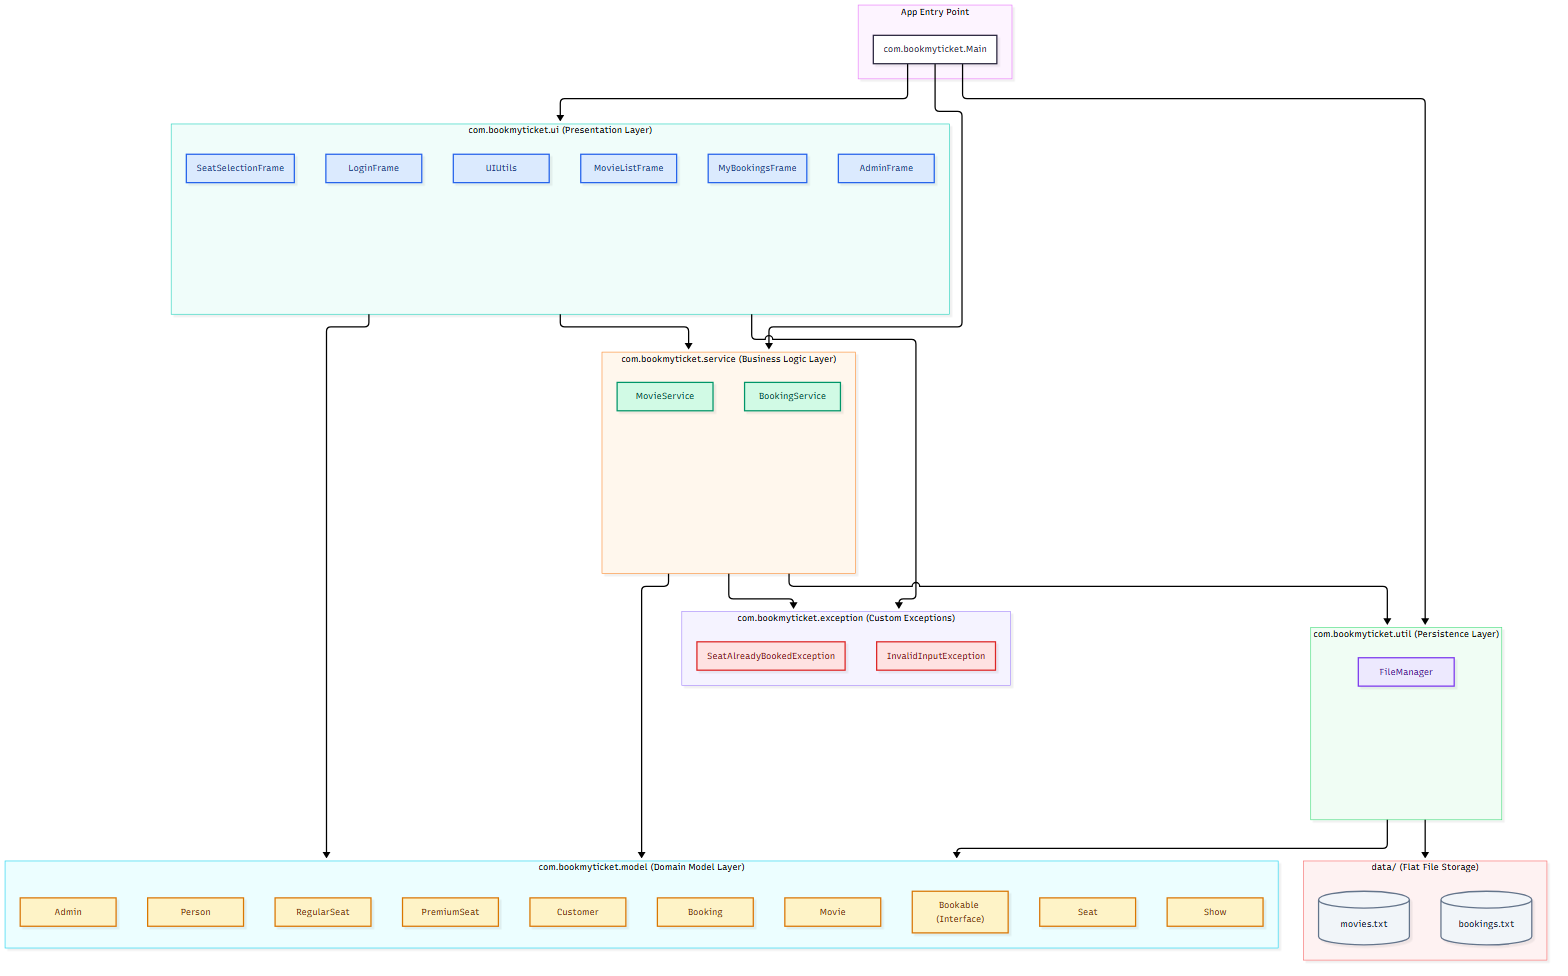 App Entry Point
com.bookmyticket.Main
com.bookmyticket.ui (Presentation Layer)
SeatSelectionFrame
LoginFrame
UIUtils
MovieListFrame
MyBookingsFrame
AdminFrame
com.bookmyticket.service (Business Logic Layer)
MovieService
BookingService
com.bookmyticket.exception (Custom Exceptions)
SeatAlreadyBookedException
InvalidInputException
com.bookmyticket.util (Persistence Layer)
FileManager
com.bookmyticket.model (Domain Model Layer)
Admin
Person
RegularSeat
PremiumSeat
Customer
Booking
Movie
Bookable
(Interface)
Seat
Show
data/ (Flat File Storage)
movies.txt
bookings.txt